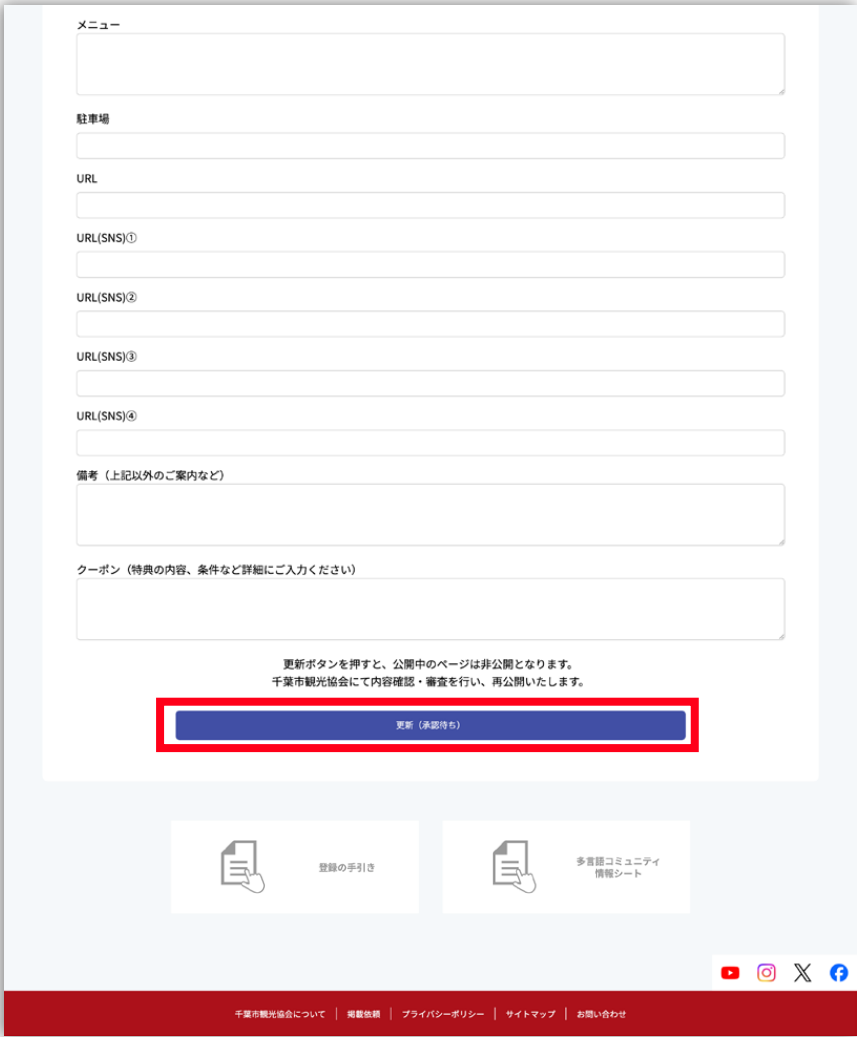 メニュー
駐車場
URL
URL(SNS)①
URL(SNS)②
URL(SNS)③
URL(SNS)④
備考（上記以外のご案内など）
クーポン（特典の内容、条件など詳細にご入力ください）
更新ボタンを押すと、公開中のページは非公開となります。
千葉市観光協会にて内容確認・審査を行い、再公開いたします。
更新（承認待ち）
登録の手引き
多言語コミュニティ
情報シート
千葉市観光協会について | 掲載依頼 | プライバシーポリシー | サイトマップ | お問い合わせ